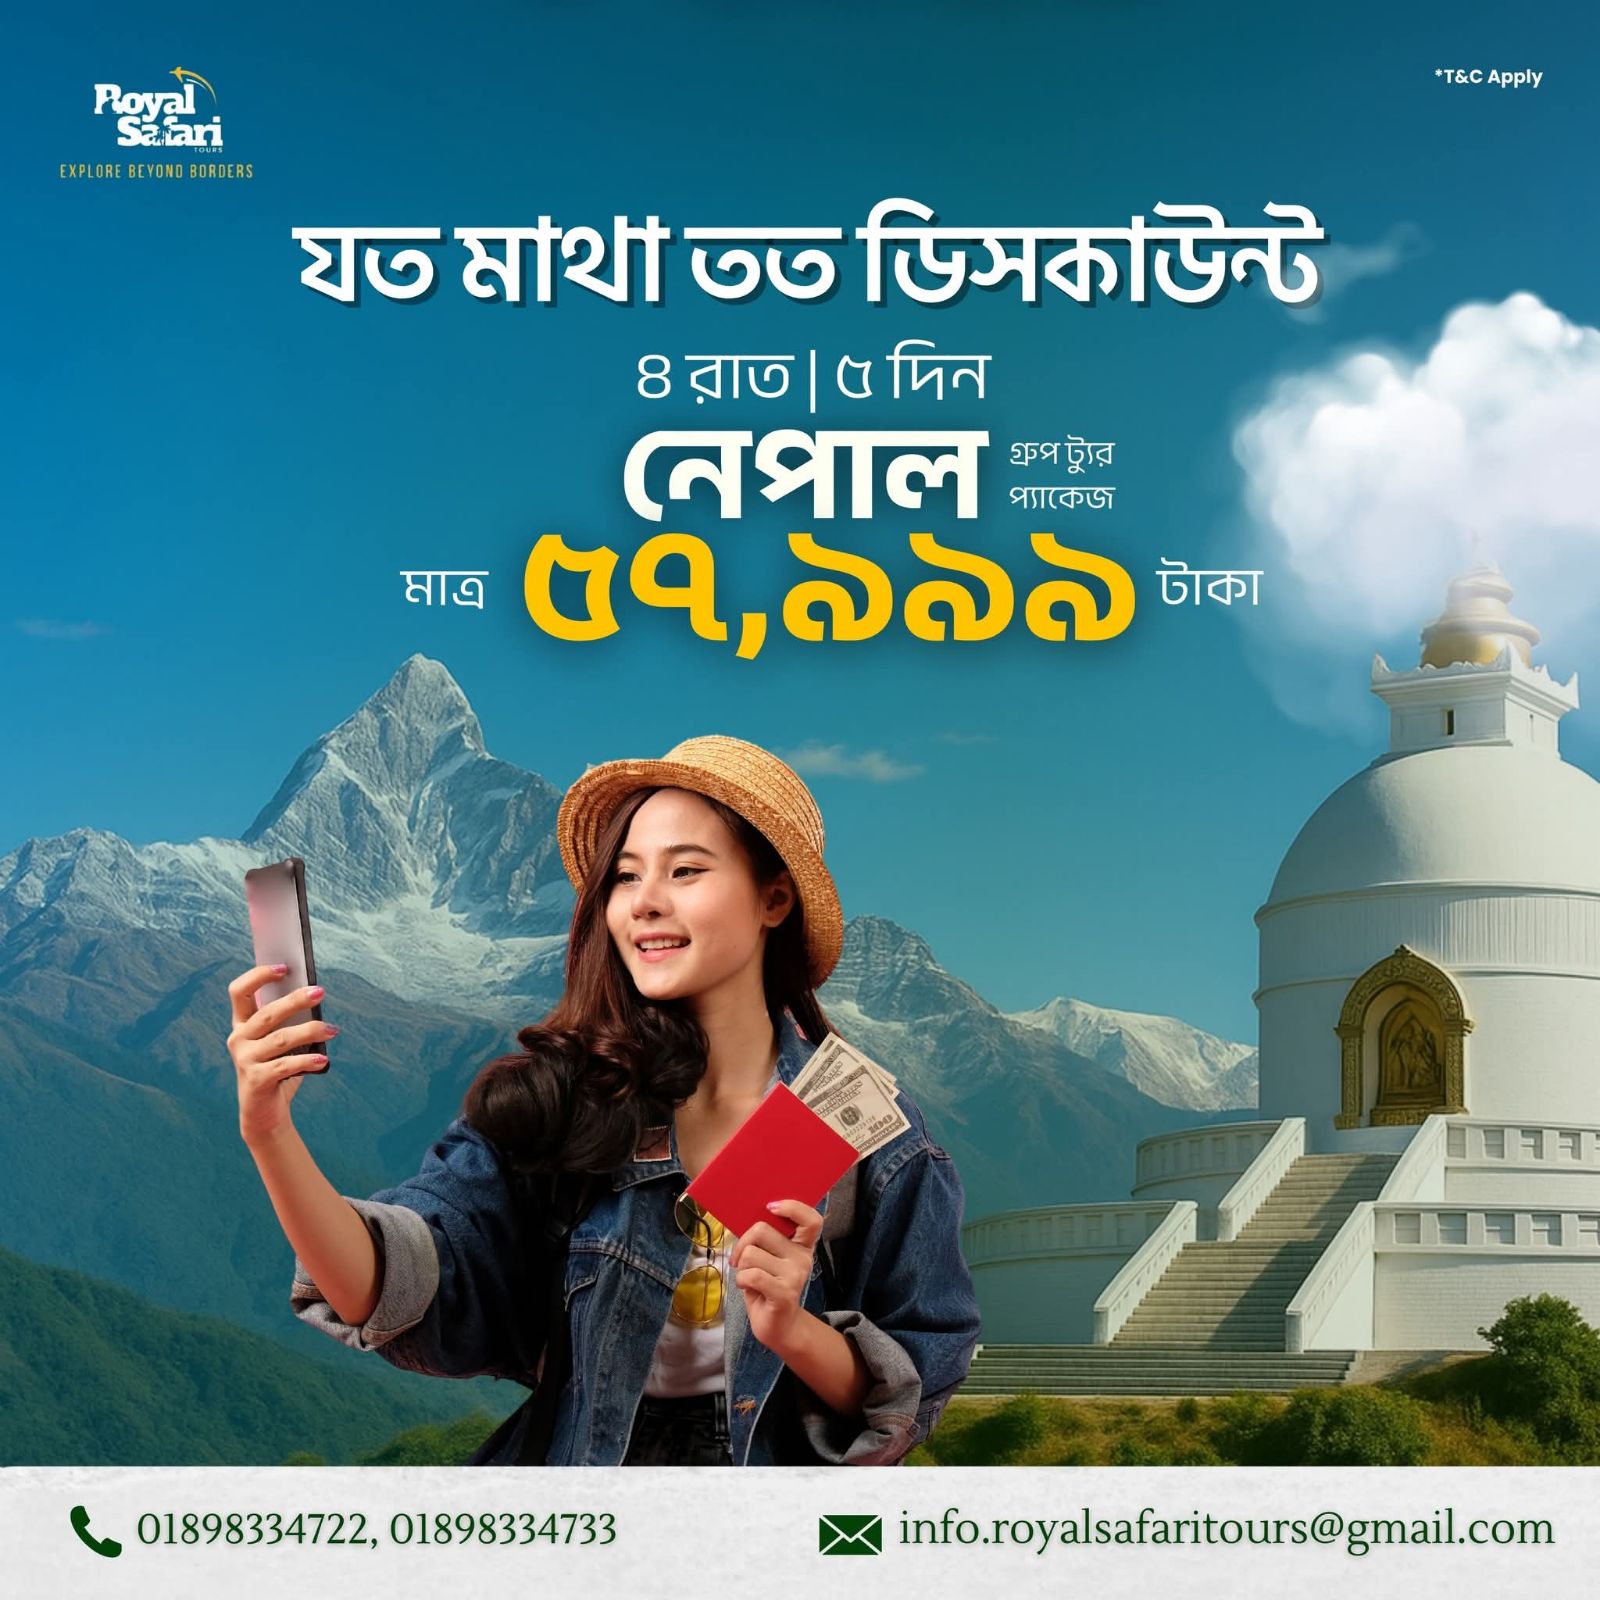 Royal
Safari
TOURS
EXPLORE BEYOND BORDERS
*T&C Apply
যত মাথা তত ডিসকাউন্ট
৪ রাত | ৫ দিন
নেপাল গ্রুপ ট্যুর
প্যাকেজ
মাত্র ৫৭,৯৯৯ টাকা
100
01898334722, 01898334733
info.royalsafaritours@gmail.com